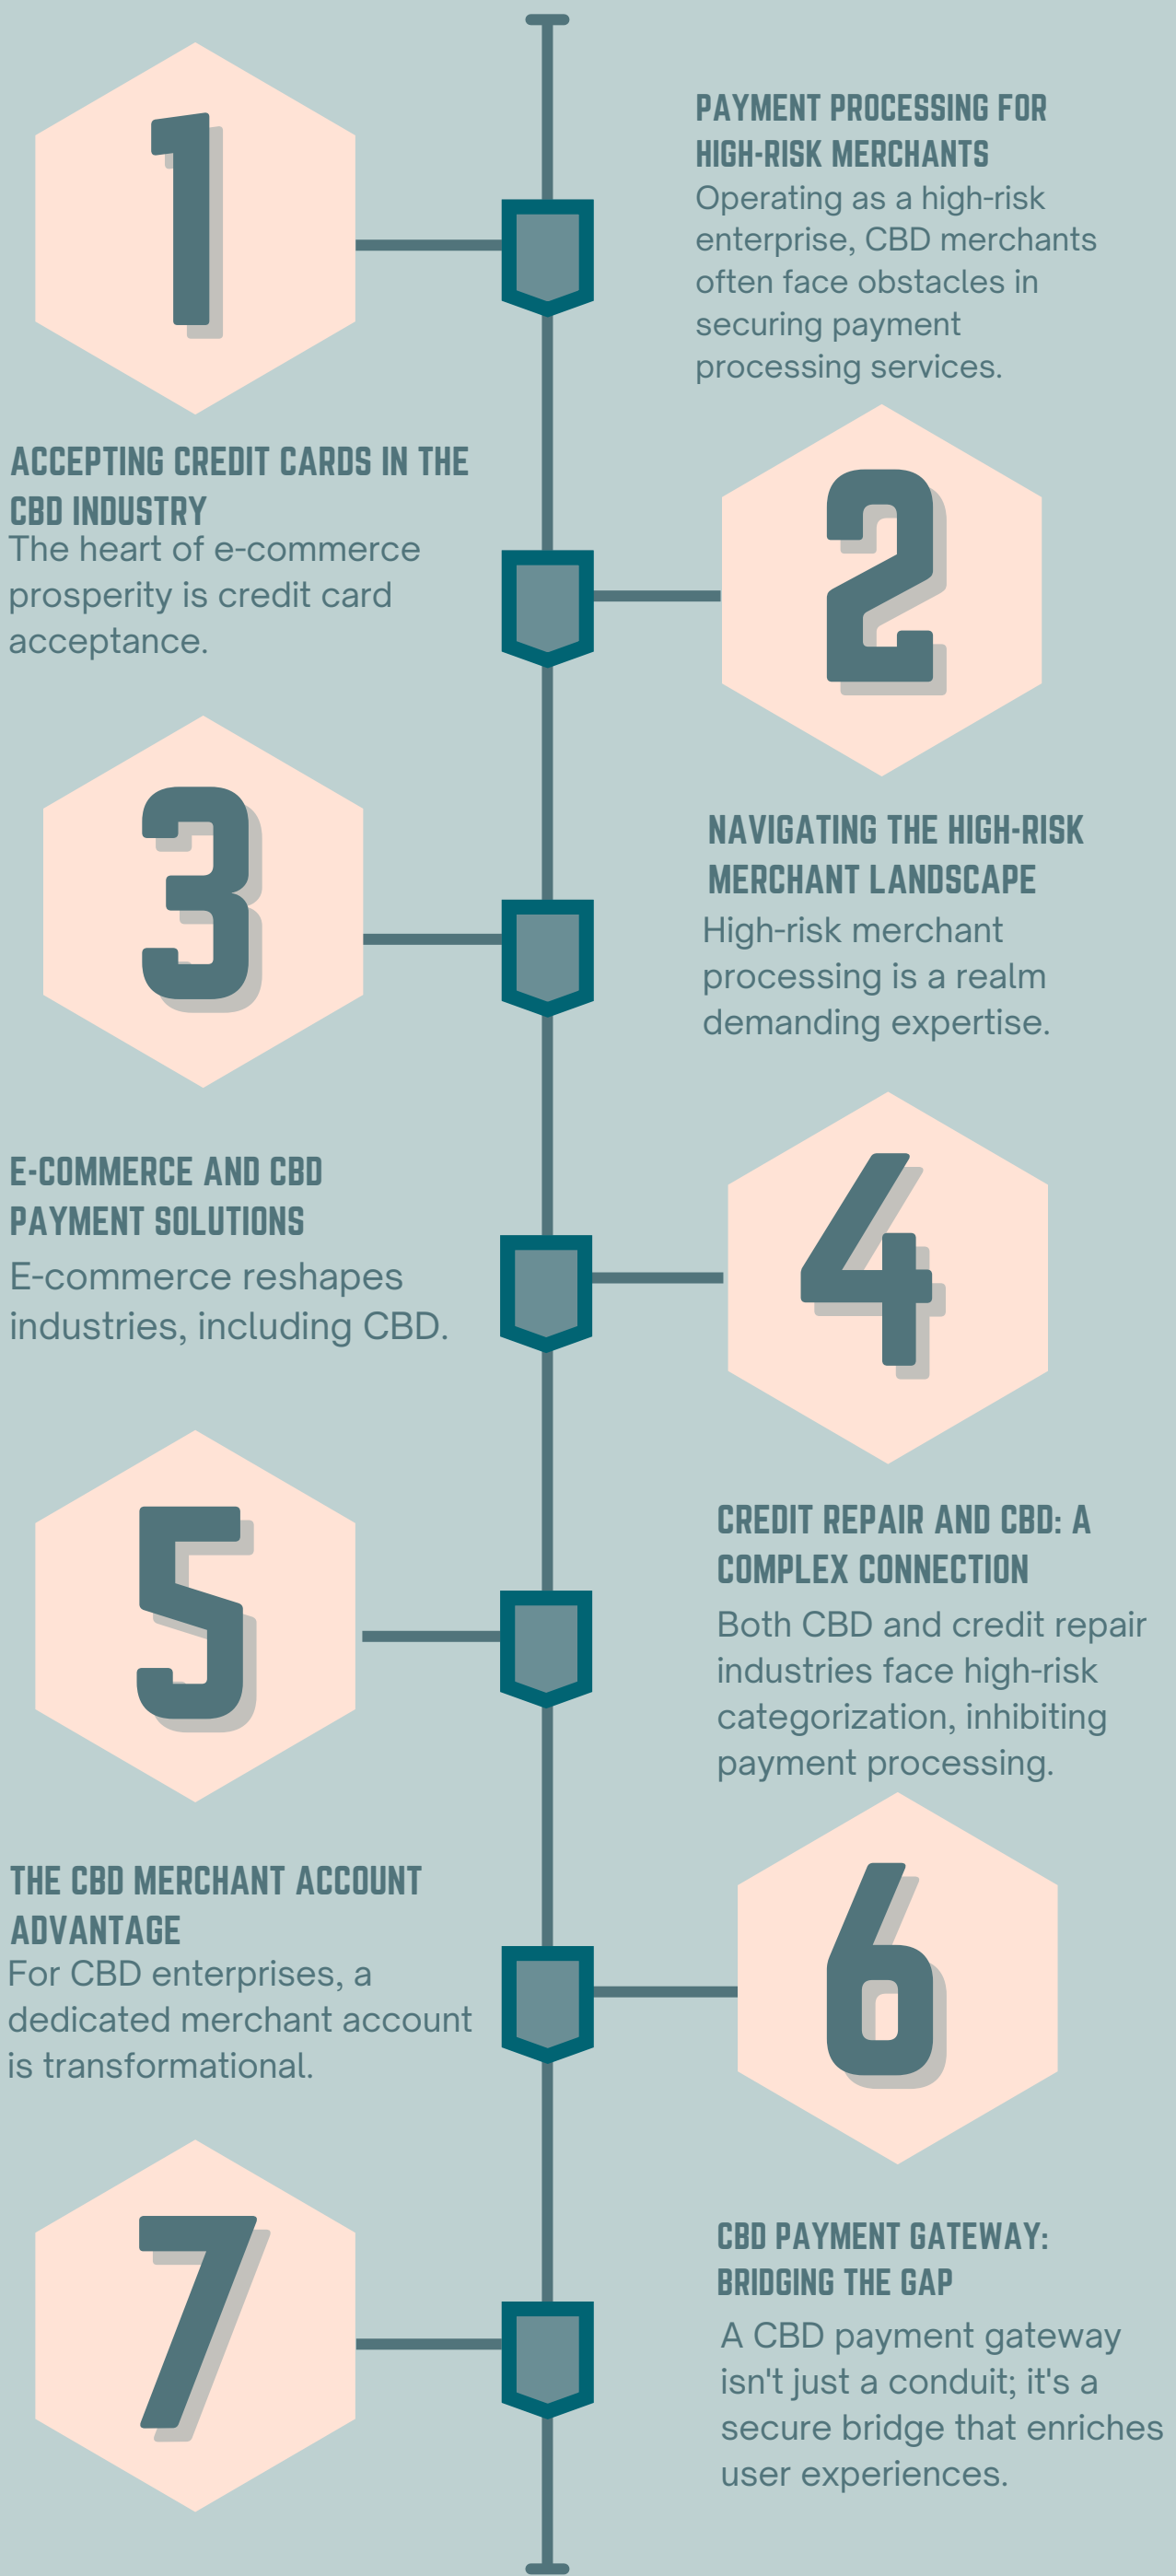 1
PAYMENT PROCESSING FOR
HIGH-RISK MERCHANTS
Operating as a high-risk
enterprise, CBD merchants
often face obstacles in
securing payment
processing services.
2
ACCEPTING CREDIT CARDS IN THE
CBD INDUSTRY
The heart of e-commerce
prosperity is credit card
acceptance.
3
NAVIGATING THE HIGH-RISK
MERCHANT LANDSCAPE
High-risk merchant
processing is a realm
demanding expertise.
4
E-COMMERCE AND CBD
PAYMENT SOLUTIONS
E-commerce reshapes
industries, including CBD.
5
CREDIT REPAIR AND CBD: A
COMPLEX CONNECTION
Both CBD and credit repair
industries face high-risk
categorization, inhibiting
payment processing.
6
THE CBD MERCHANT ACCOUNT
ADVANTAGE
For CBD enterprises, a
dedicated merchant account
is transformational.
7
CBD PAYMENT GATEWAY:
BRIDGING THE GAP
A CBD payment gateway
isn't just a conduit; it's a
secure bridge that enriches
user experiences.